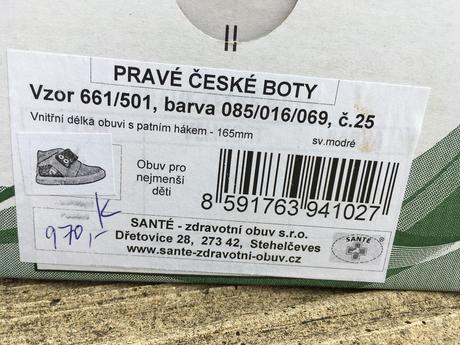 PRAVÉ ČESKÉ BOTY
Vzor 661/501, barva 085/016/069, č.25
Vnitřní délka obuvi s patním hákem - 165mm
sv.modré
Obuv pro
nejmenší
děti
8 591763 941027
K
970,-
SANTÉ - zdravotní obuv s.r.o.
Dřetovice 28, 273 42, Stehelčeves
www.sante-zdravotni-obuv.cz
SANTÉ